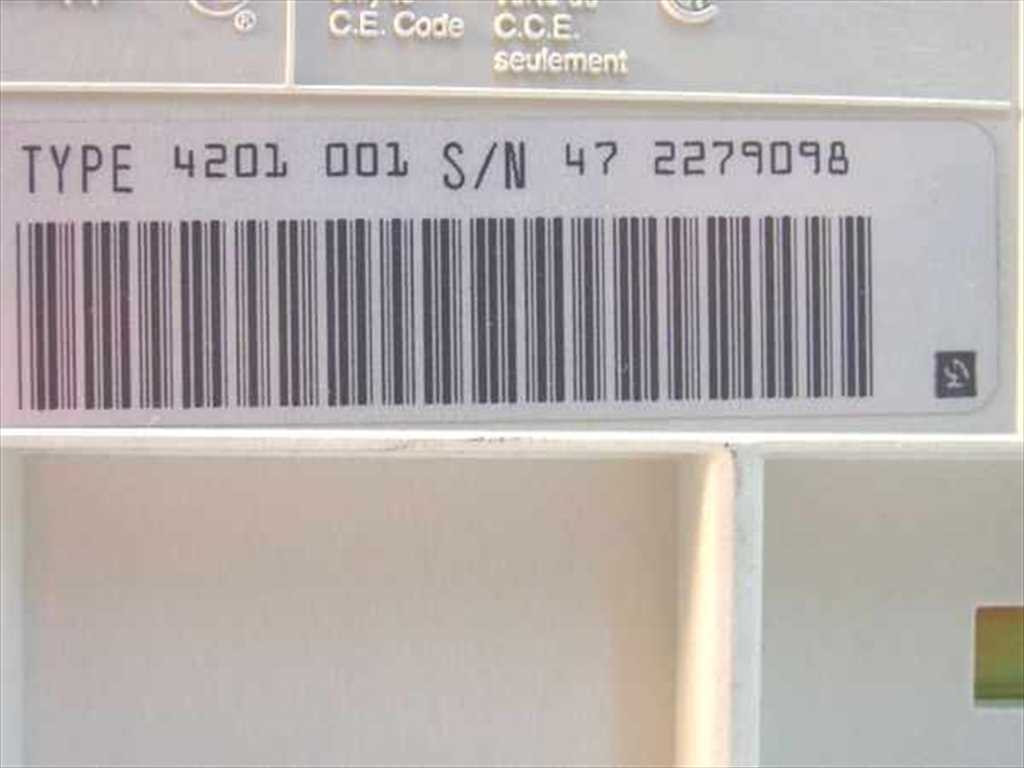 ®
C.E. Code
C.C.E.
seulement
TYPE 4201 001 S/N 47 2279098